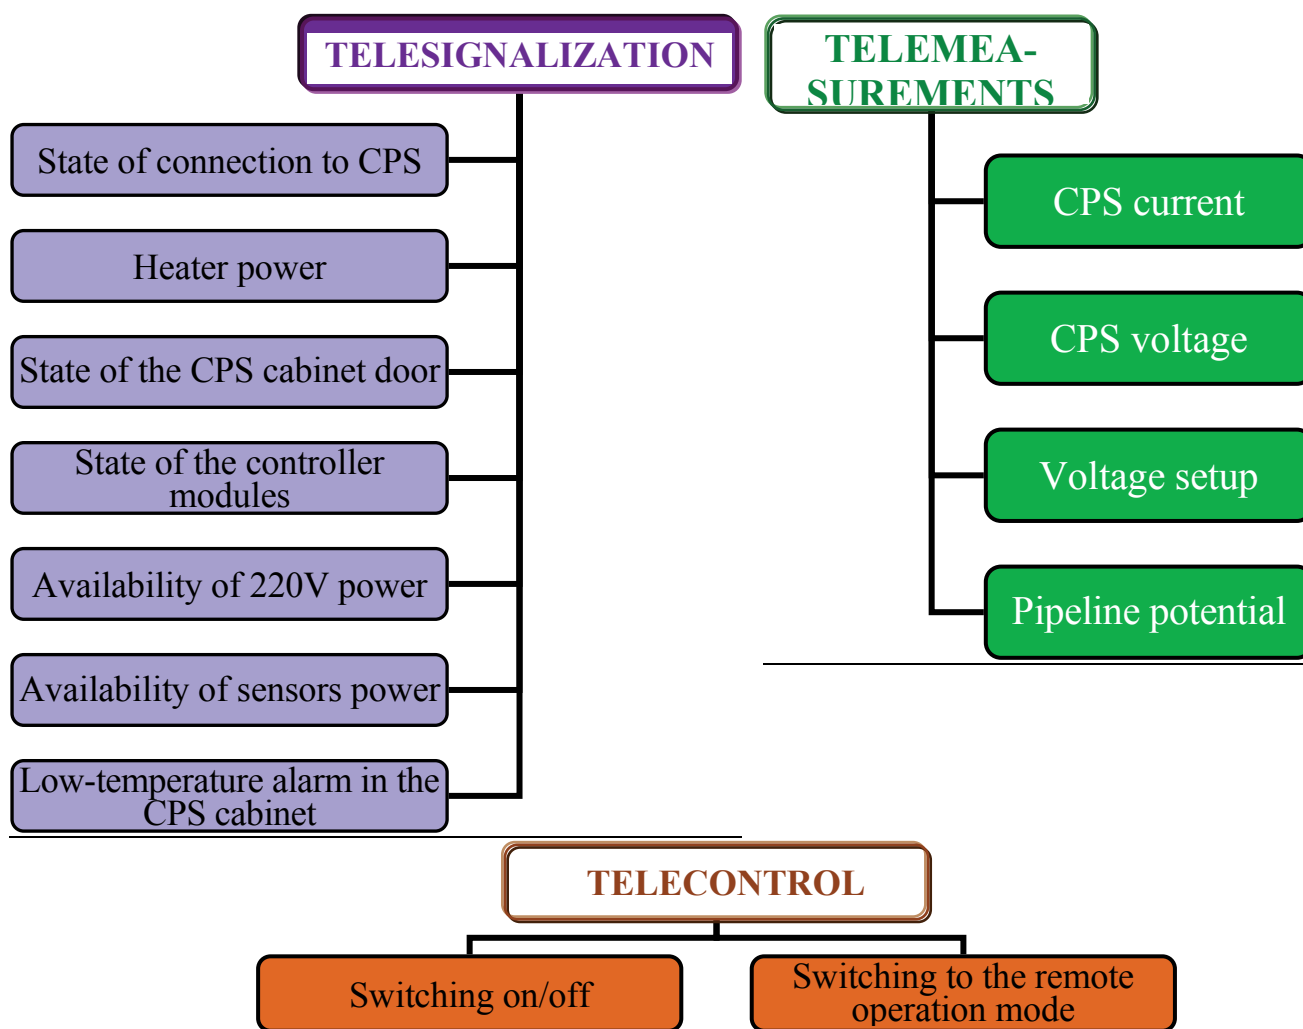 TELESIGNALIZATION
State of connection to CPS
Heater power
State of the CPS cabinet door
State of the controller
modules
Availability of 220V power
Availability of sensors power
Low-temperature alarm in the
CPS cabinet
TELEMEA-
SUREMENTS
CPS current
CPS voltage
Voltage setup
Pipeline potential
TELECONTROL
Switching on/off
Switching to the remote
operation mode